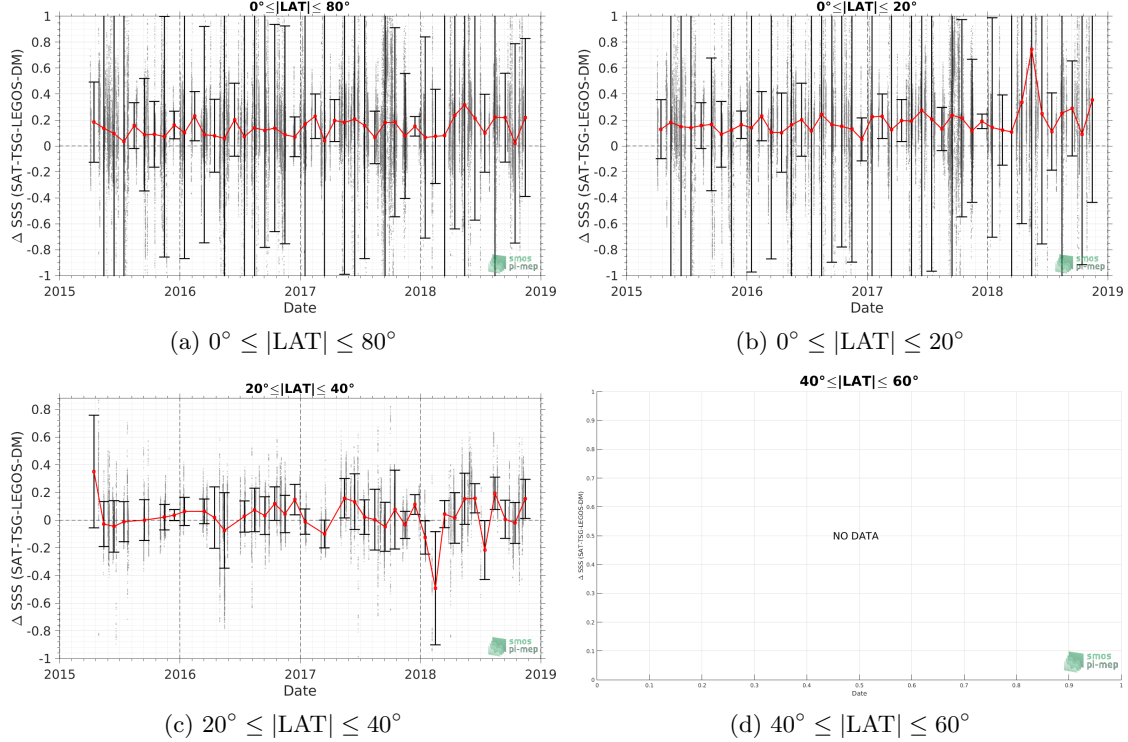 0°≤|LAT|≤ 80°
1
0.8
0.6
0.4
0.2
0
-0.2
-0.4
-0.6
-0.8
-1
Δ SSS (SAT-TSG-LEGOS-DM)
smos
pi-mep
2015 2016 2017 2018 2019
Date
(a) 0° ≤ |LAT| ≤ 80°
0°≤|LAT|≤ 20°
1
0.8
0.6
0.4
0.2
0
-0.2
-0.4
-0.6
-0.8
-1
Δ SSS (SAT-TSG-LEGOS-DM)
smos
pi-mep
2015 2016 2017 2018 2019
Date
(b) 0° ≤ |LAT| ≤ 20°
20°≤|LAT|≤ 40°
0.8
0.6
0.4
0.2
0
-0.2
-0.4
-0.6
-0.8
-1
Δ SSS (SAT-TSG-LEGOS-DM)
smos
pi-mep
2015 2016 2017 2018 2019
Date
(c) 20° ≤ |LAT| ≤ 40°
40°≤|LAT|≤ 60°
1
0.9
0.8
0.7
0.6
0.5
0.4
0.3
0.2
0.1
0
Δ SSS (SAT-TSG-LEGOS-DM)
NO DATA
smos
pi-mep
0 0.1 0.2 0.3 0.4 0.5 0.6 0.7 0.8 0.9 1
Date
(d) 40° ≤ |LAT| ≤ 60°